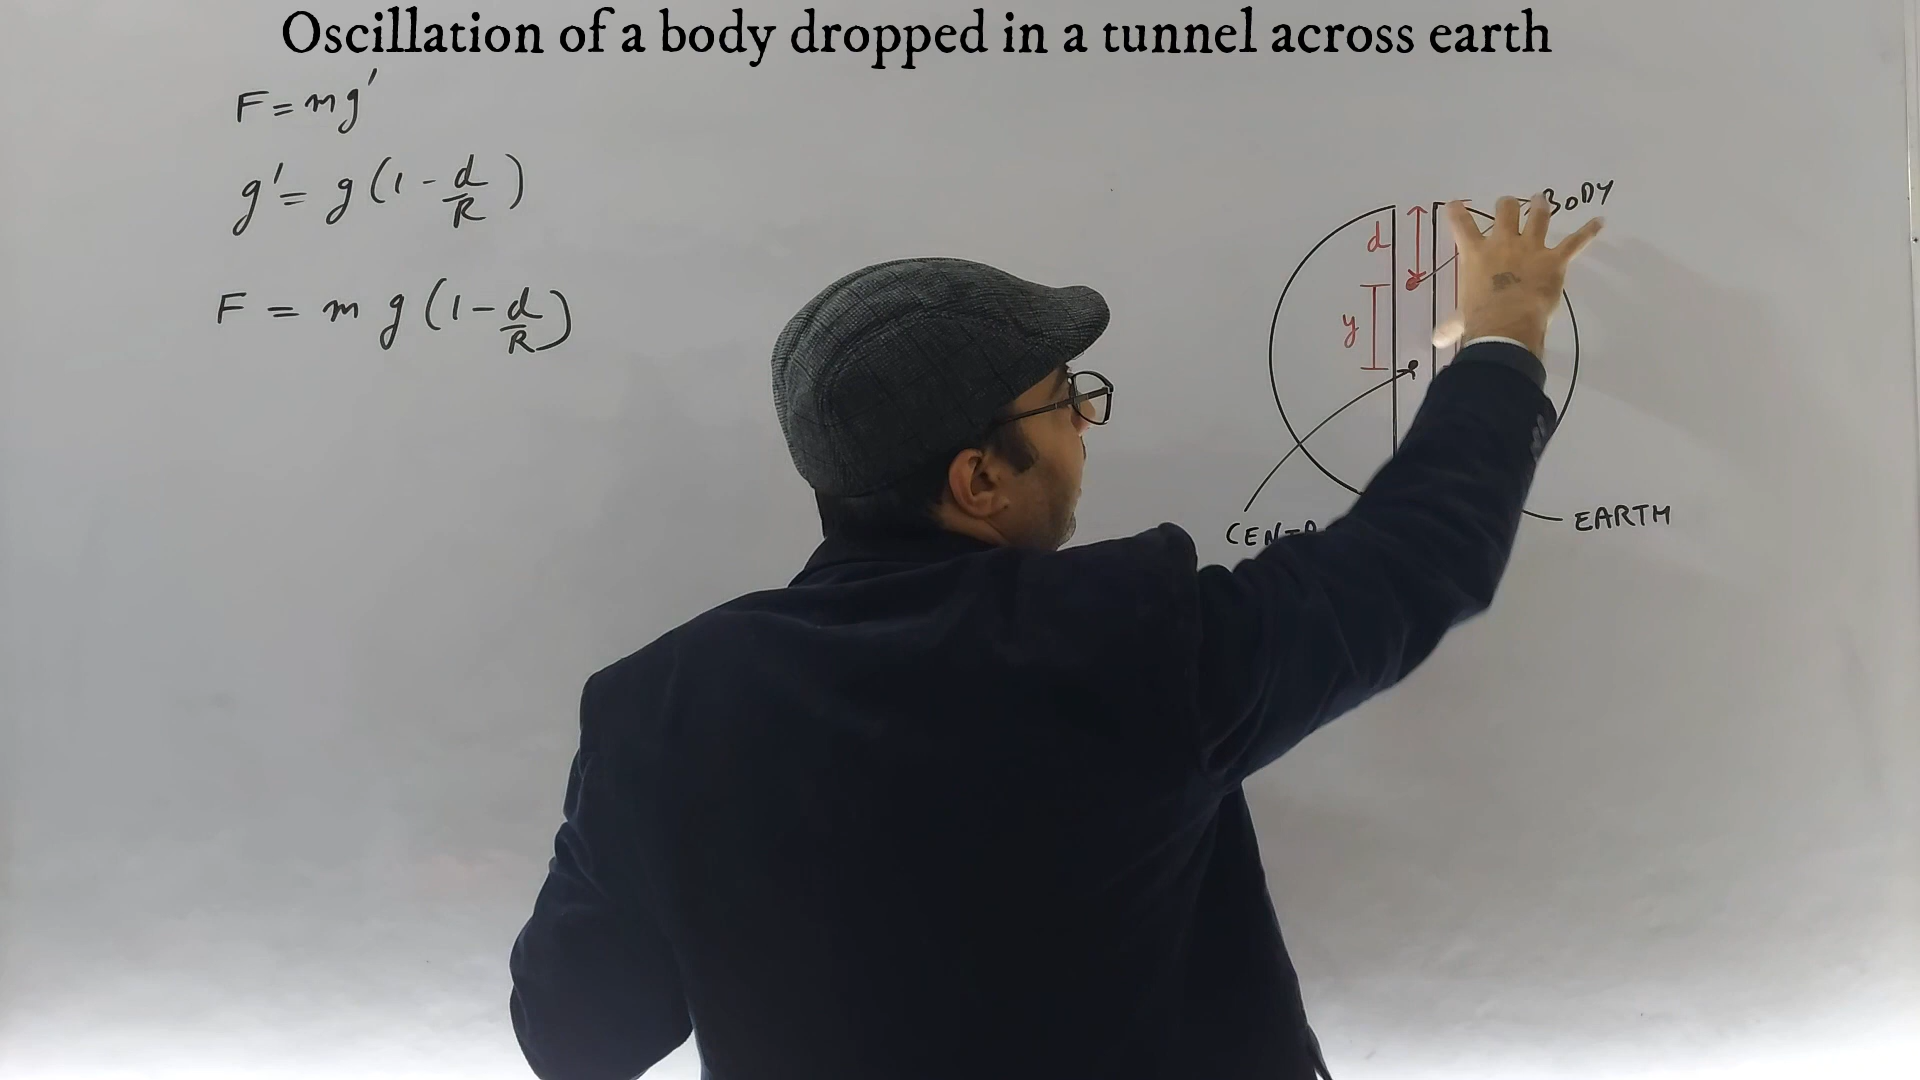 Oscillation of a body dropped in a tunnel across earth
F = mg'
g' = g(1 - d/R)
F = m g (1 - d/R)
BODY
d
y
EARTH